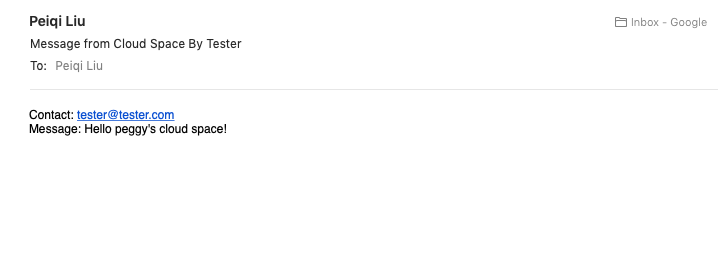 Peiqi Liu
Inbox - Google
Message from Cloud Space By Tester
To: Peiqi Liu
Contact: tester@tester.com
Message: Hello peggy's cloud space!